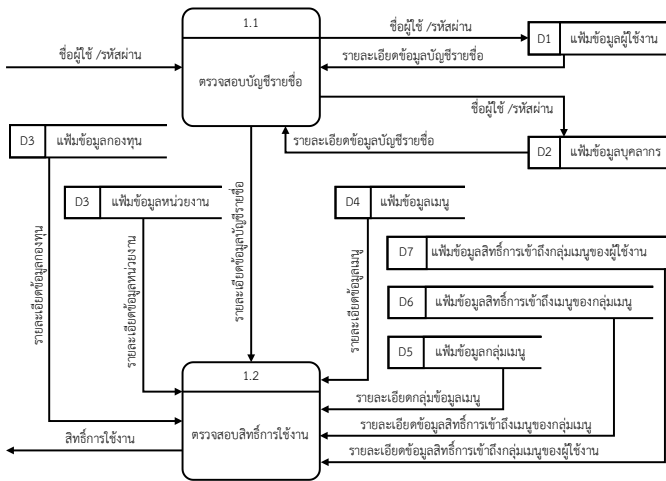 1.1
ตรวจสอบบัญชีรายชื่อ
ชื่อผู้ใช้ /รหัสผ่าน
ชื่อผู้ใช้ /รหัสผ่าน
D1 แฟ้มข้อมูลผู้ใช้งาน
รายละเอียดข้อมูลบัญชีรายชื่อ
ชื่อผู้ใช้ /รหัสผ่าน
D2 แฟ้มข้อมูลบุคลากร
รายละเอียดข้อมูลบัญชีรายชื่อ
D3 แฟ้มข้อมูลกองทุน
D3 แฟ้มข้อมูลหน่วยงาน
D4 แฟ้มข้อมูลเมนู
D7 แฟ้มข้อมูลสิทธิ์การเข้าถึงกลุ่มเมนูของผู้ใช้งาน
D6 แฟ้มข้อมูลสิทธิ์การเข้าถึงเมนูของกลุ่มเมนู
D5 แฟ้มข้อมูลกลุ่มเมนู
รายละเอียดข้อมูลกองทุน
รายละเอียดข้อมูลหน่วยงาน
รายละเอียดข้อมูลบัญชีรายชื่อ
รายละเอียดข้อมูลเมนู
1.2
ตรวจสอบสิทธิ์การใช้งาน
รายละเอียดกลุ่มข้อมูลเมนู
รายละเอียดข้อมูลสิทธิ์การเข้าถึงเมนูของกลุ่มเมนู
รายละเอียดข้อมูลสิทธิ์การเข้าถึงกลุ่มเมนูของผู้ใช้งาน
สิทธิ์การใช้งาน